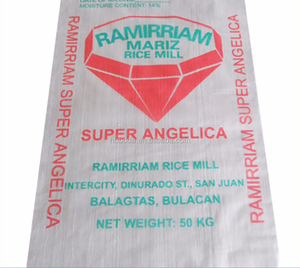 MOISTURE CONTENT: 14%
RAMIRRIAM
MARIZ
RICE MILL
SUPER ANGELICA
RAMIRRIAM RICE MILL
INTERCITY, DINURADO ST., SAN JUAN
BALAGTAS, BULACAN
NET WEIGHT: 50 KG
RAMIRRIAM SUPER ANGELICA
RAMIRRIAM SUPER ANGELICA